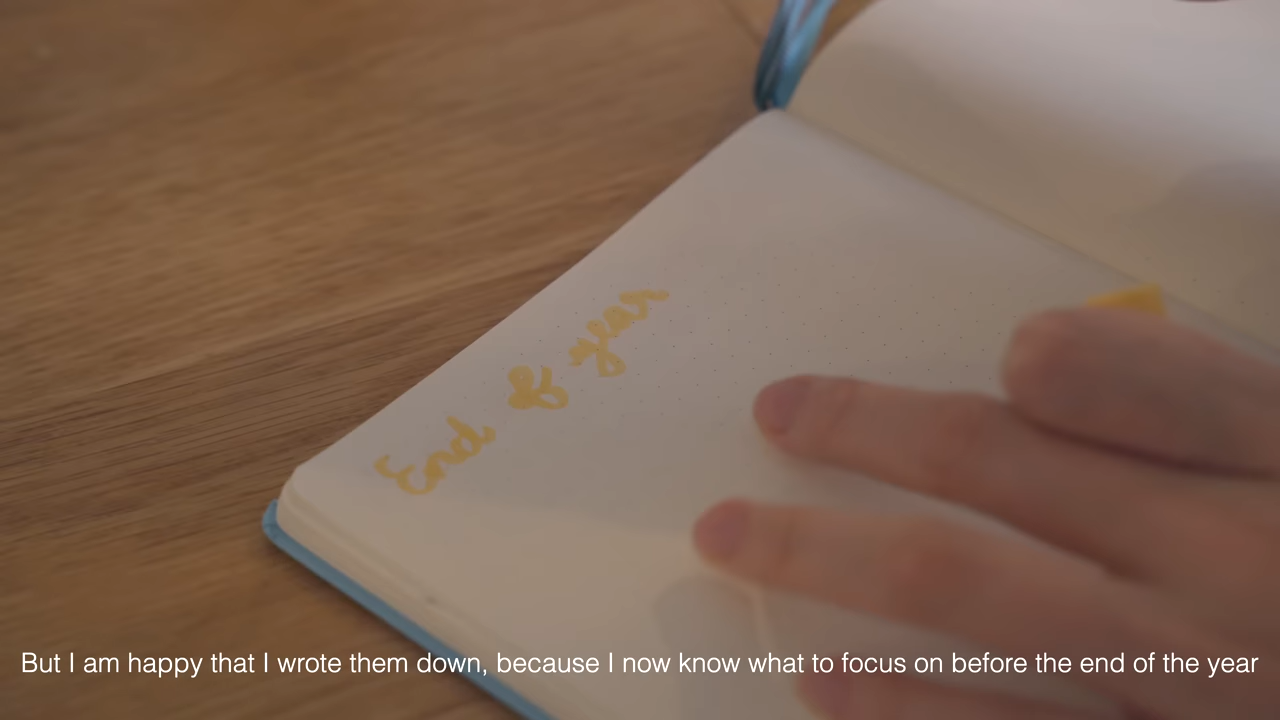 End of year
But I am happy that I wrote them down, because I now know what to focus on before the end of the year